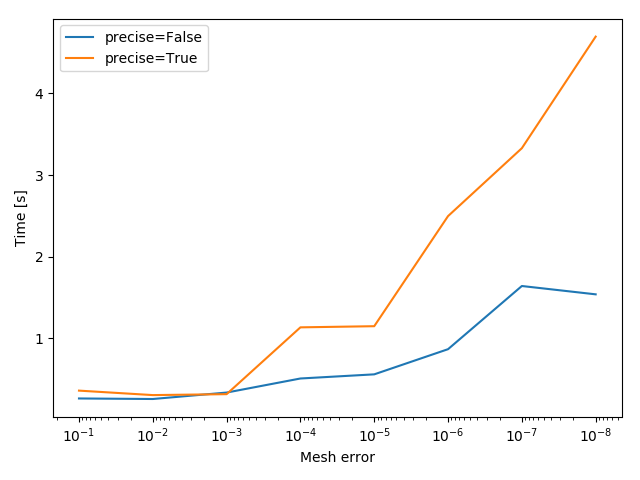 precise=False
precise=True
Time [s]
4
3
2
1
10⁻¹ 10⁻² 10⁻³ 10⁻⁴ 10⁻⁵ 10⁻⁶ 10⁻⁷ 10⁻⁸
Mesh error